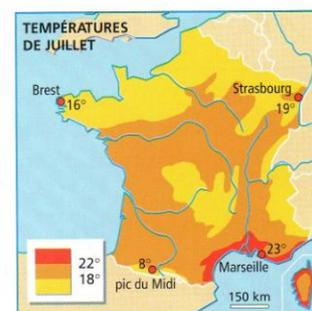 TEMPÉRATURES
DE JUILLET
Brest
16°
Strasbourg
19°
23°
Marseille
8°
pic du Midi
22°
18°
150 km